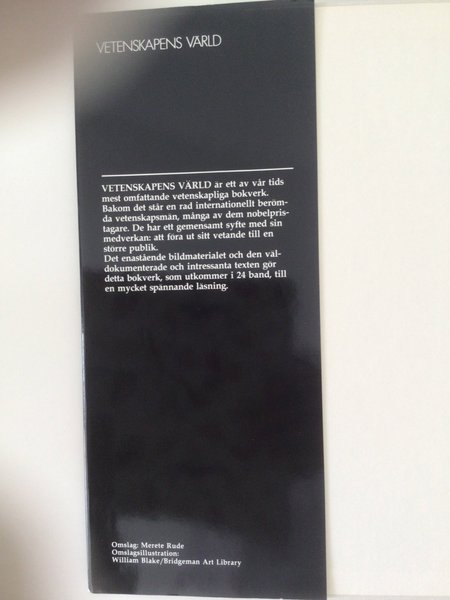 VETENSKAPENS VÄRLD
VETENSKAPENS VÄRLD är ett av vår tids
mest omfattande vetenskapliga bokverk.
Bakom det står en rad internationellt beröm-
da vetenskapsmän, många av dem nobelpris-
tagare. De har ett gemensamt syfte med sin
medverkan: att föra ut sitt vetande till en
större publik.
Det enastående bildmaterialet och den väl-
dokumenterade och intressanta texten gör
detta bokverk, som utkommer i 24 band, till
en mycket spännande läsning.
Omslag: Merete Rude
Omslagsillustration:
William Blake/Bridgeman Art Library